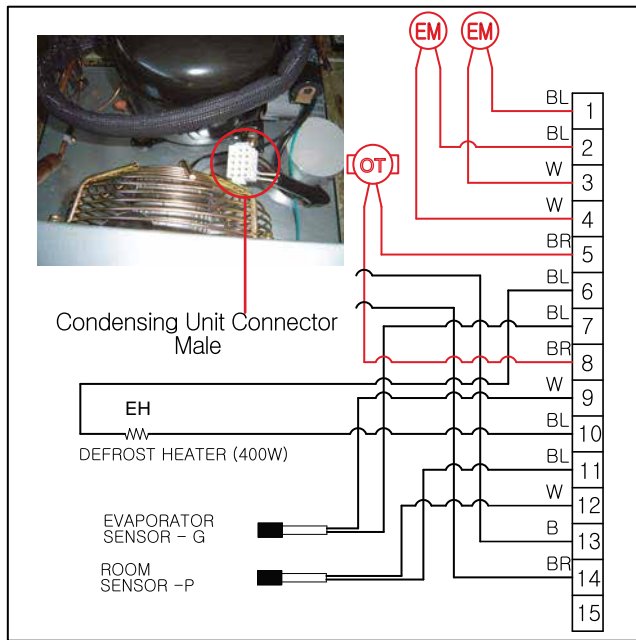 EM EM
BL 1
BL 2
W 3
W 4
OT
BR 5
BL 6
BL 7
BR 8
W 9
BL 10
BL 11
W 12
B 13
BR 14
15
Condensing Unit Connector
Male
EH
DEFROST HEATER (400W)
EVAPORATOR
SENSOR - G
ROOM
SENSOR -P